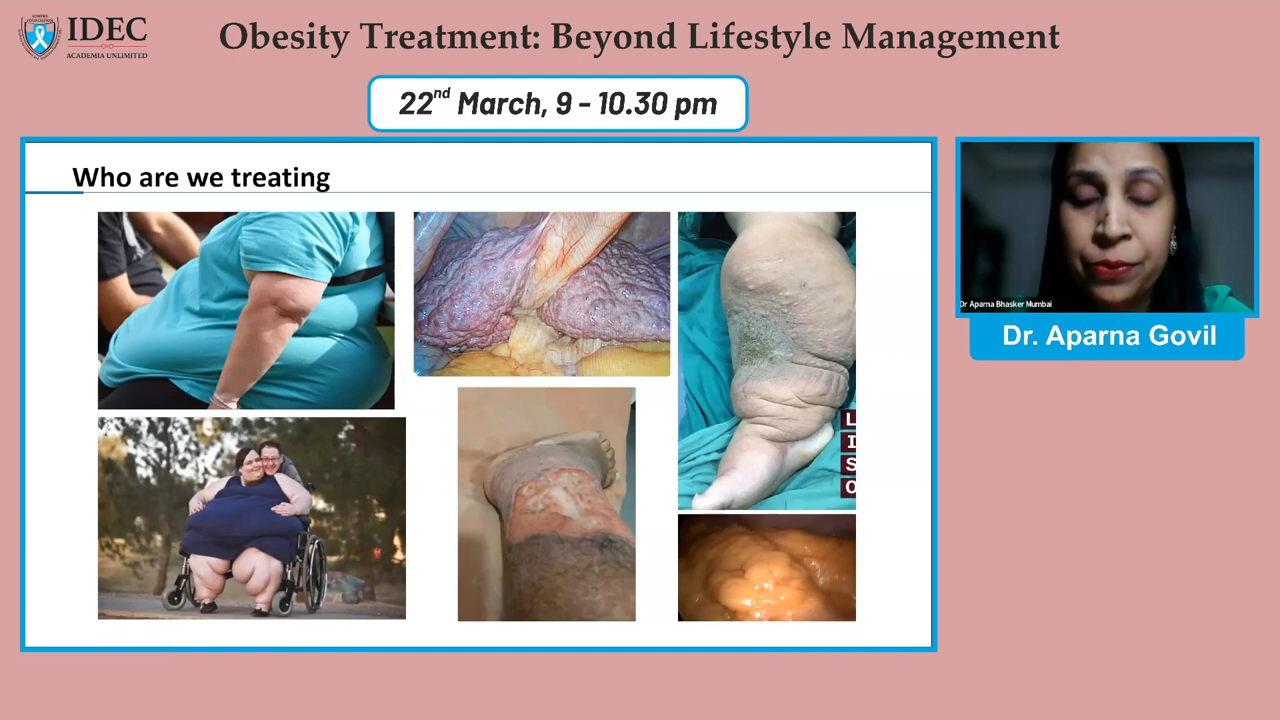 IDEC
ACADEMIA UNLIMITED
Obesity Treatment: Beyond Lifestyle Management
22nd March, 9 - 10.30 pm
Who are we treating
L
I
S
O
Dr Aparna Bhasker Mumbai
Dr. Aparna Govil